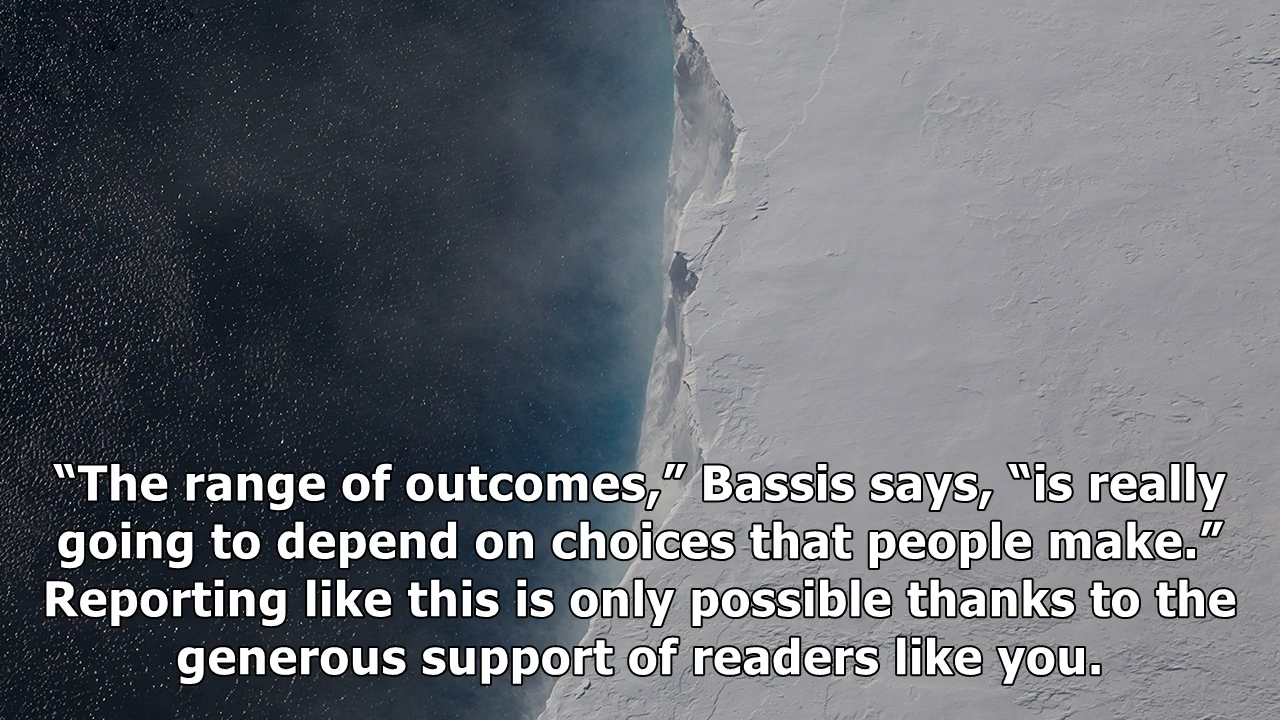 “The range of outcomes,” Bassis says, “is really
going to depend on choices that people make.”
Reporting like this is only possible thanks to the
generous support of readers like you.